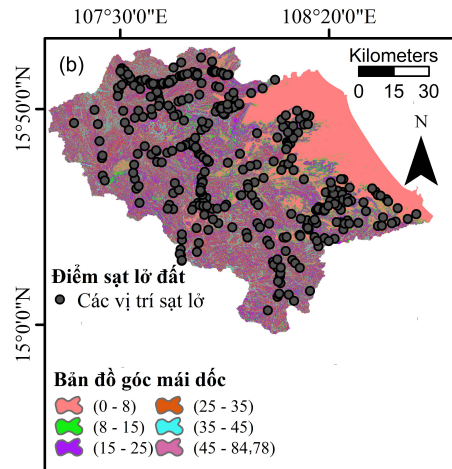 107°30'0"E 108°20'0"E
(b)
Kilometers
0 15 30
N
15°50'0"N
15°0'0"N
Điểm sạt lở đất
Các vị trí sạt lở
Bản đồ góc mái dốc
(0 - 8) (25 - 35)
(8 - 15) (35 - 45)
(15 - 25) (45 - 84,78)